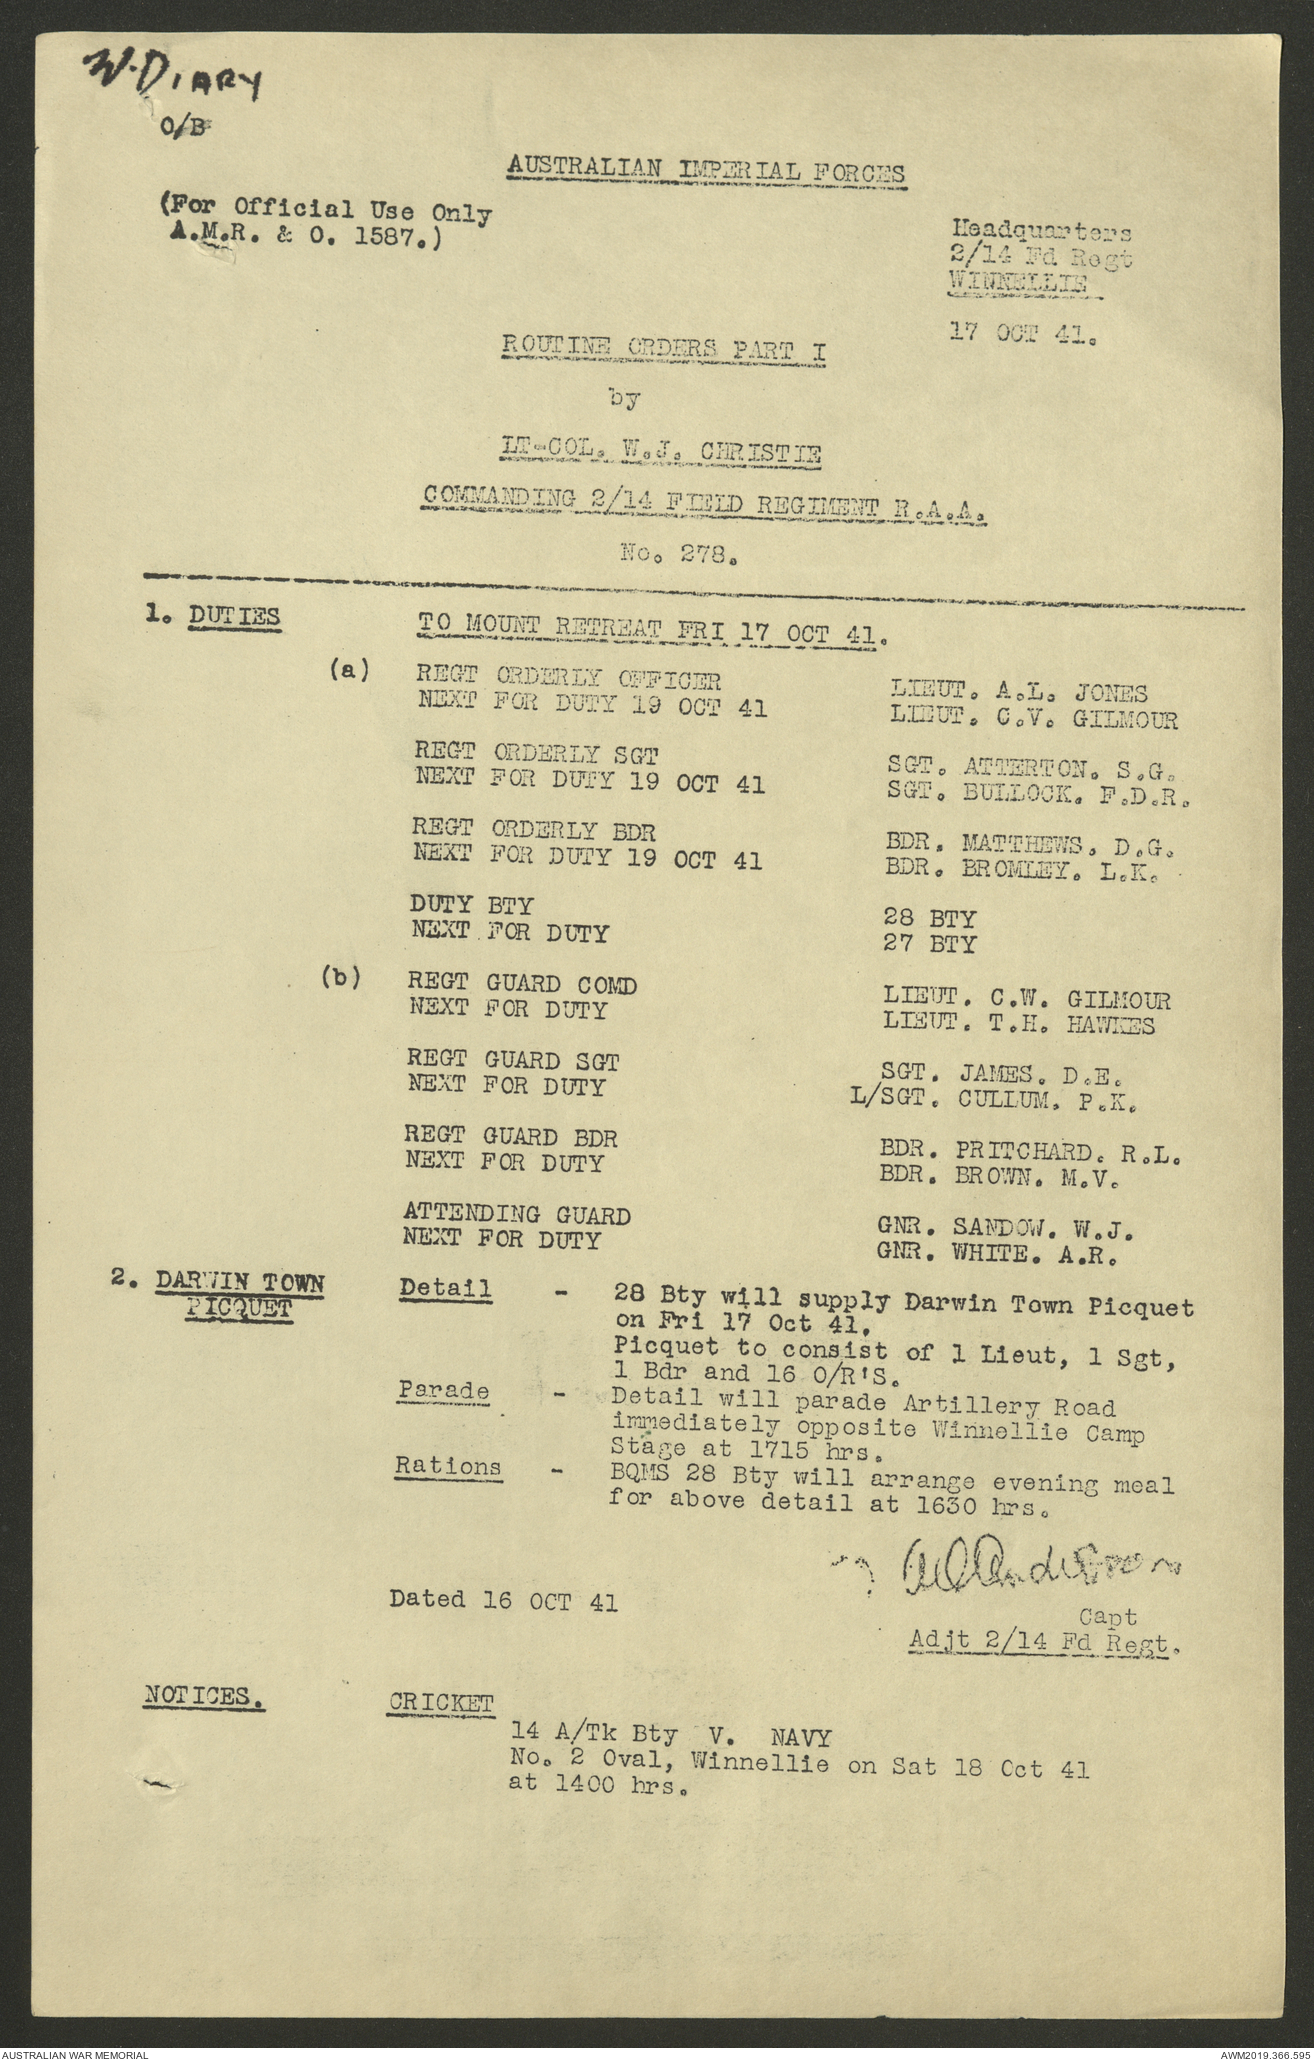 W. DIARY
O/B
AUSTRALIAN IMPERIAL FORCES
(For Official Use Only
A.M.R. & O. 1587.)
Headquarters
2/14 Fd Regt
WINNELLIE
17 OCT 41.
ROUTINE ORDERS PART I
by
LT-COL. W.J. CHRISTIE
COMMANDING 2/14 FIELD REGIMENT R.A.A.
No. 278.
1. DUTIES TO MOUNT RETREAT FRI 17 OCT 41.
(a) REGT ORDERLY OFFICER LIEUT. A.L. JONES
NEXT FOR DUTY 19 OCT 41 LIEUT. C.V. GILMOUR
REGT ORDERLY SGT SGT. ATTERTON. S.G.
NEXT FOR DUTY 19 OCT 41 SGT. BULLOCK. F.D.R.
REGT ORDERLY BDR BDR. MATTHEWS. D.G.
NEXT FOR DUTY 19 OCT 41 BDR. BROMLEY. L.K.
DUTY BTY 28 BTY
NEXT FOR DUTY 27 BTY
(b) REGT GUARD COMD LIEUT. C.W. GILMOUR
NEXT FOR DUTY LIEUT. T.H. HAWKES
REGT GUARD SGT SGT. JAMES. D.E.
NEXT FOR DUTY L/SGT. CULLUM. P.K.
REGT GUARD BDR BDR. PRITCHARD. R.L.
NEXT FOR DUTY BDR. BROWN. M.V.
ATTENDING GUARD GNR. SANDOW. W.J.
NEXT FOR DUTY GNR. WHITE. A.R.
2. DARWIN TOWN PICQUET
Detail - 28 Bty will supply Darwin Town Picquet
on Fri 17 Oct 41.
Picquet to consist of 1 Lieut, 1 Sgt,
1 Bdr and 16 O/R'S.
Parade - Detail will parade Artillery Road
immediately opposite Winnellie Camp
Stage at 1715 hrs.
Rations - BQMS 28 Bty will arrange evening meal
for above detail at 1630 hrs.
Dated 16 OCT 41
Capt
Adjt 2/14 Fd Regt.
NOTICES. CRICKET
14 A/Tk Bty V. NAVY
No. 2 Oval, Winnellie on Sat 18 Oct 41
at 1400 hrs.
AUSTRALIAN WAR MEMORIAL
AWM2019.366.595